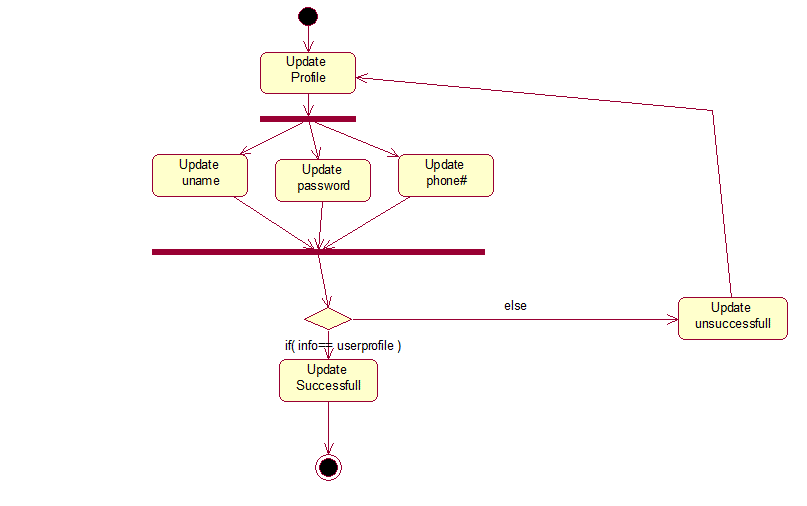 Update
Profile
Update
uname
Update
password
Update
phone#
else
Update
unsuccessfull
if( info== userprofile )
Update
Successfull